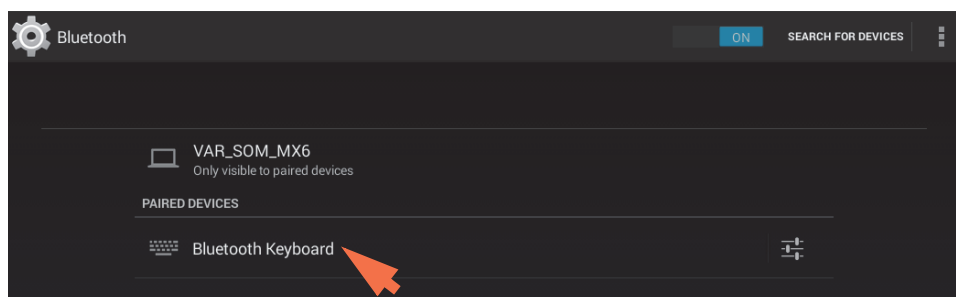 Bluetooth
ON
SEARCH FOR DEVICES
VAR_SOM_MX6
Only visible to paired devices
PAIRED DEVICES
Bluetooth Keyboard